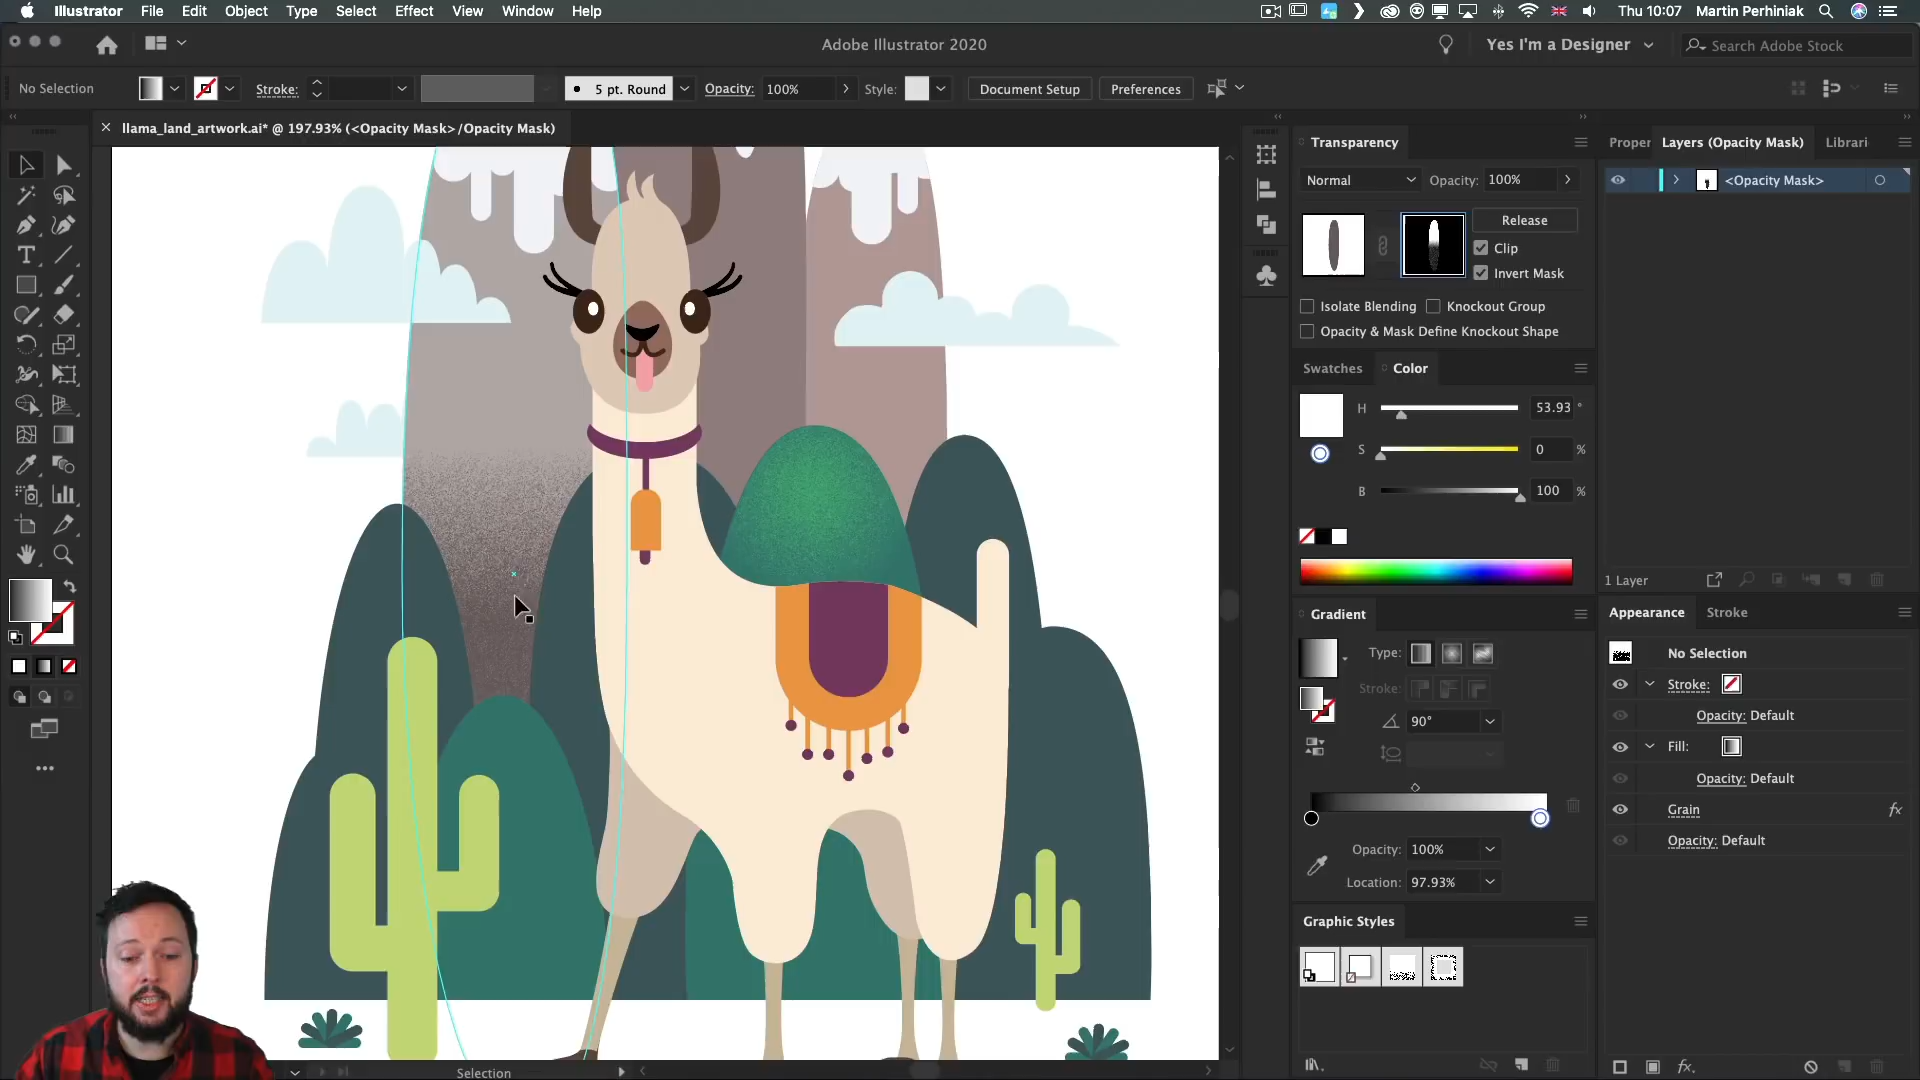 Illustrator File Edit Object Type Select Effect View Window Help
Thu 10:07 Martin Perhiniak
Adobe Illustrator 2020
Yes I'm a Designer
Search Adobe Stock
No Selection
Stroke:
5 pt. Round
Opacity: 100%
Style:
Document Setup
Preferences
llama_land_artwork.ai* @ 197.93% (<Opacity Mask>/Opacity Mask)
Transparency
Proper Layers (Opacity Mask) Librari
Normal
Opacity: 100%
<Opacity Mask>
Release
Clip
Invert Mask
Isolate Blending
Knockout Group
Opacity & Mask Define Knockout Shape
Swatches Color
H 53.93 °
S 0 %
B 100 %
1 Layer
Gradient
Appearance Stroke
Type:
No Selection
Stroke:
Stroke:
90°
Opacity: Default
Fill:
Opacity: Default
Grain fx
Opacity: Default
Opacity: 100%
Location: 97.93%
Graphic Styles
fx
Selection